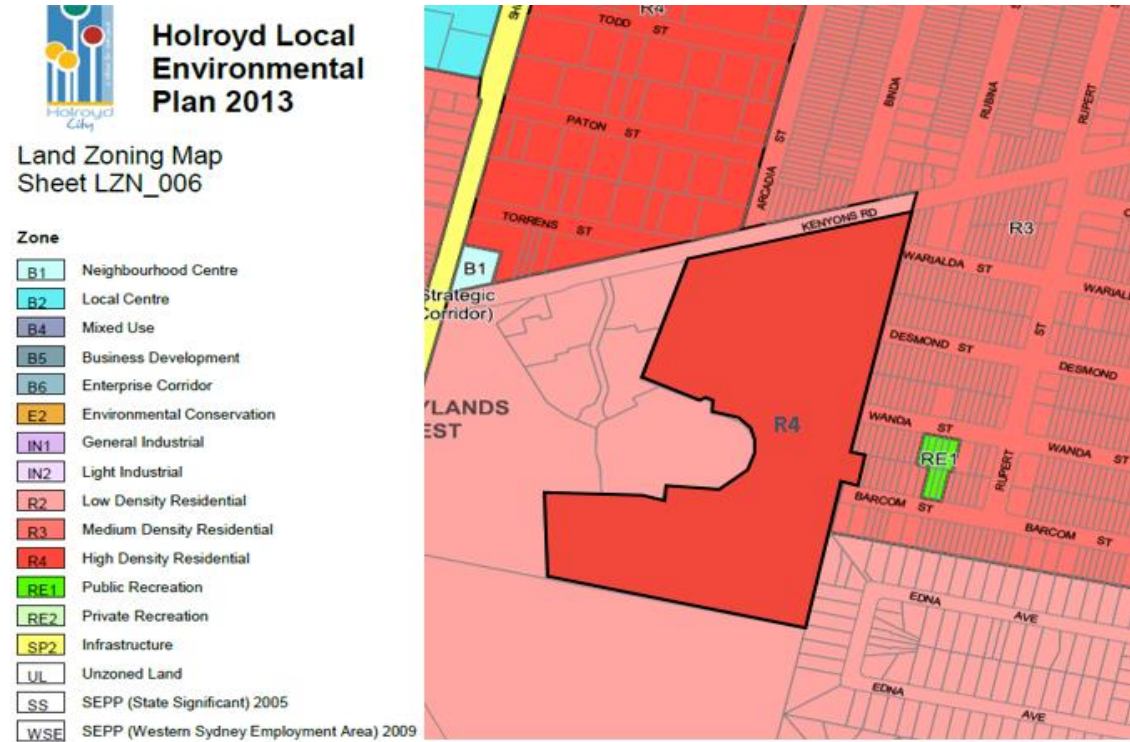 Holroyd Local
Environmental
Plan 2013
Holroyd
City
Land Zoning Map
Sheet LZN_006
Zone
B1 Neighbourhood Centre
B2 Local Centre
B4 Mixed Use
B5 Business Development
B6 Enterprise Corridor
E2 Environmental Conservation
IN1 General Industrial
IN2 Light Industrial
R2 Low Density Residential
R3 Medium Density Residential
R4 High Density Residential
RE1 Public Recreation
RE2 Private Recreation
SP2 Infrastructure
UL Unzoned Land
SS SEPP (State Significant) 2005
WSE SEPP (Western Sydney Employment Area) 2009
R4
TODD ST
PATON ST
TORRENS ST
ARCADIA ST
BINDA
RUBINA
RUPERT
KENYONS RD
R3
B1
Strategic
Corridor)
WARIALDA ST
DESMOND ST
DESMOND
ST
YLANDS
EST
R4
WANDA ST
WANDA ST
RE1
RUPERT
BARCOM ST
BARCOM ST
EDNA AVE
EDNA AVE